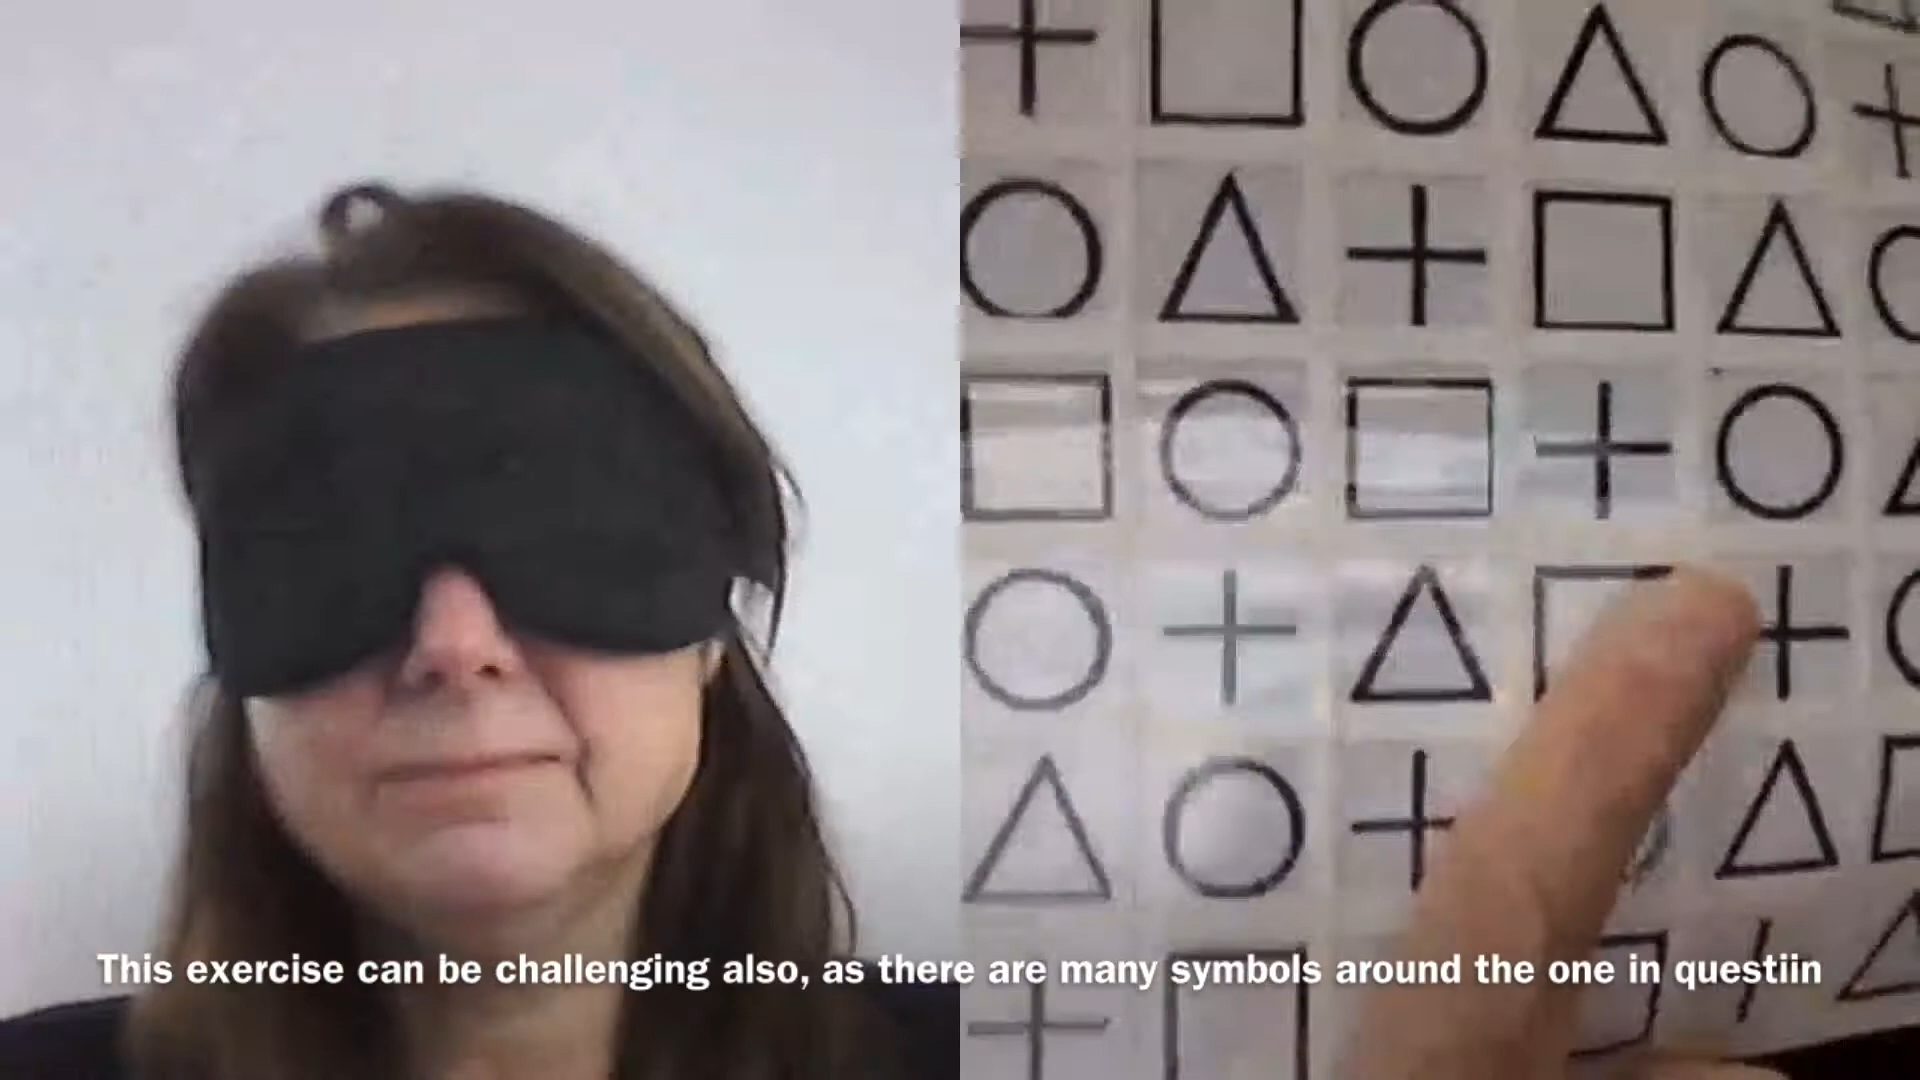 This exercise can be challenging also, as there are many symbols around the one in questiin